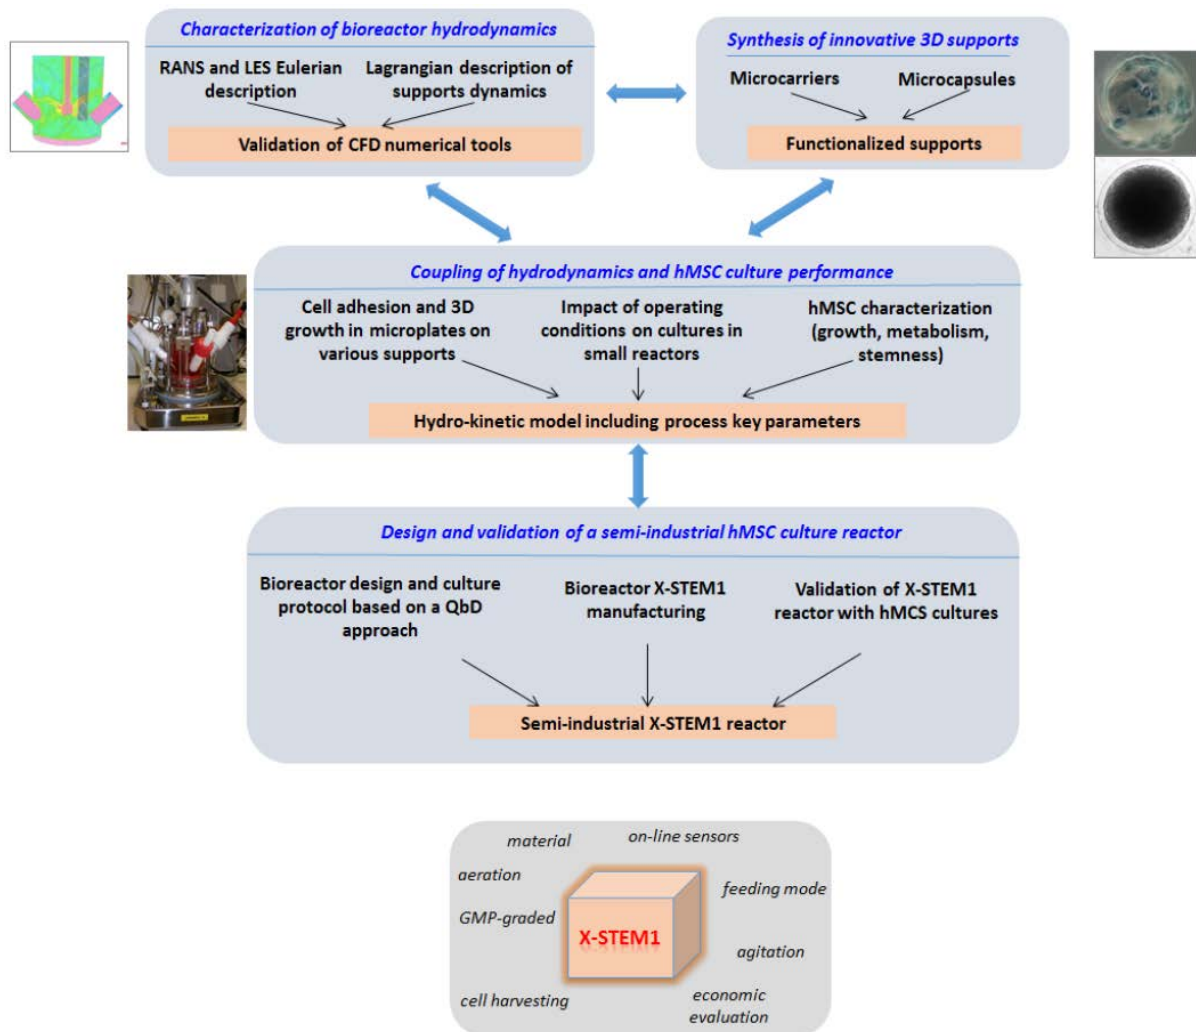 Characterization of bioreactor hydrodynamics
RANS and LES Eulerian
description
Lagrangian description of
supports dynamics
Validation of CFD numerical tools
Synthesis of innovative 3D supports
Microcarriers
Microcapsules
Functionalized supports
Coupling of hydrodynamics and hMSC culture performance
Cell adhesion and 3D
growth in microplates on
various supports
Impact of operating
conditions on cultures in
small reactors
hMSC characterization
(growth, metabolism,
stemness)
Hydro-kinetic model including process key parameters
Design and validation of a semi-industrial hMSC culture reactor
Bioreactor design and culture
protocol based on a QbD
approach
Bioreactor X-STEM1
manufacturing
Validation of X-STEM1
reactor with hMCS cultures
Semi-industrial X-STEM1 reactor
material
on-line sensors
aeration
feeding mode
GMP-graded
X-STEM1
agitation
cell harvesting
economic
evaluation